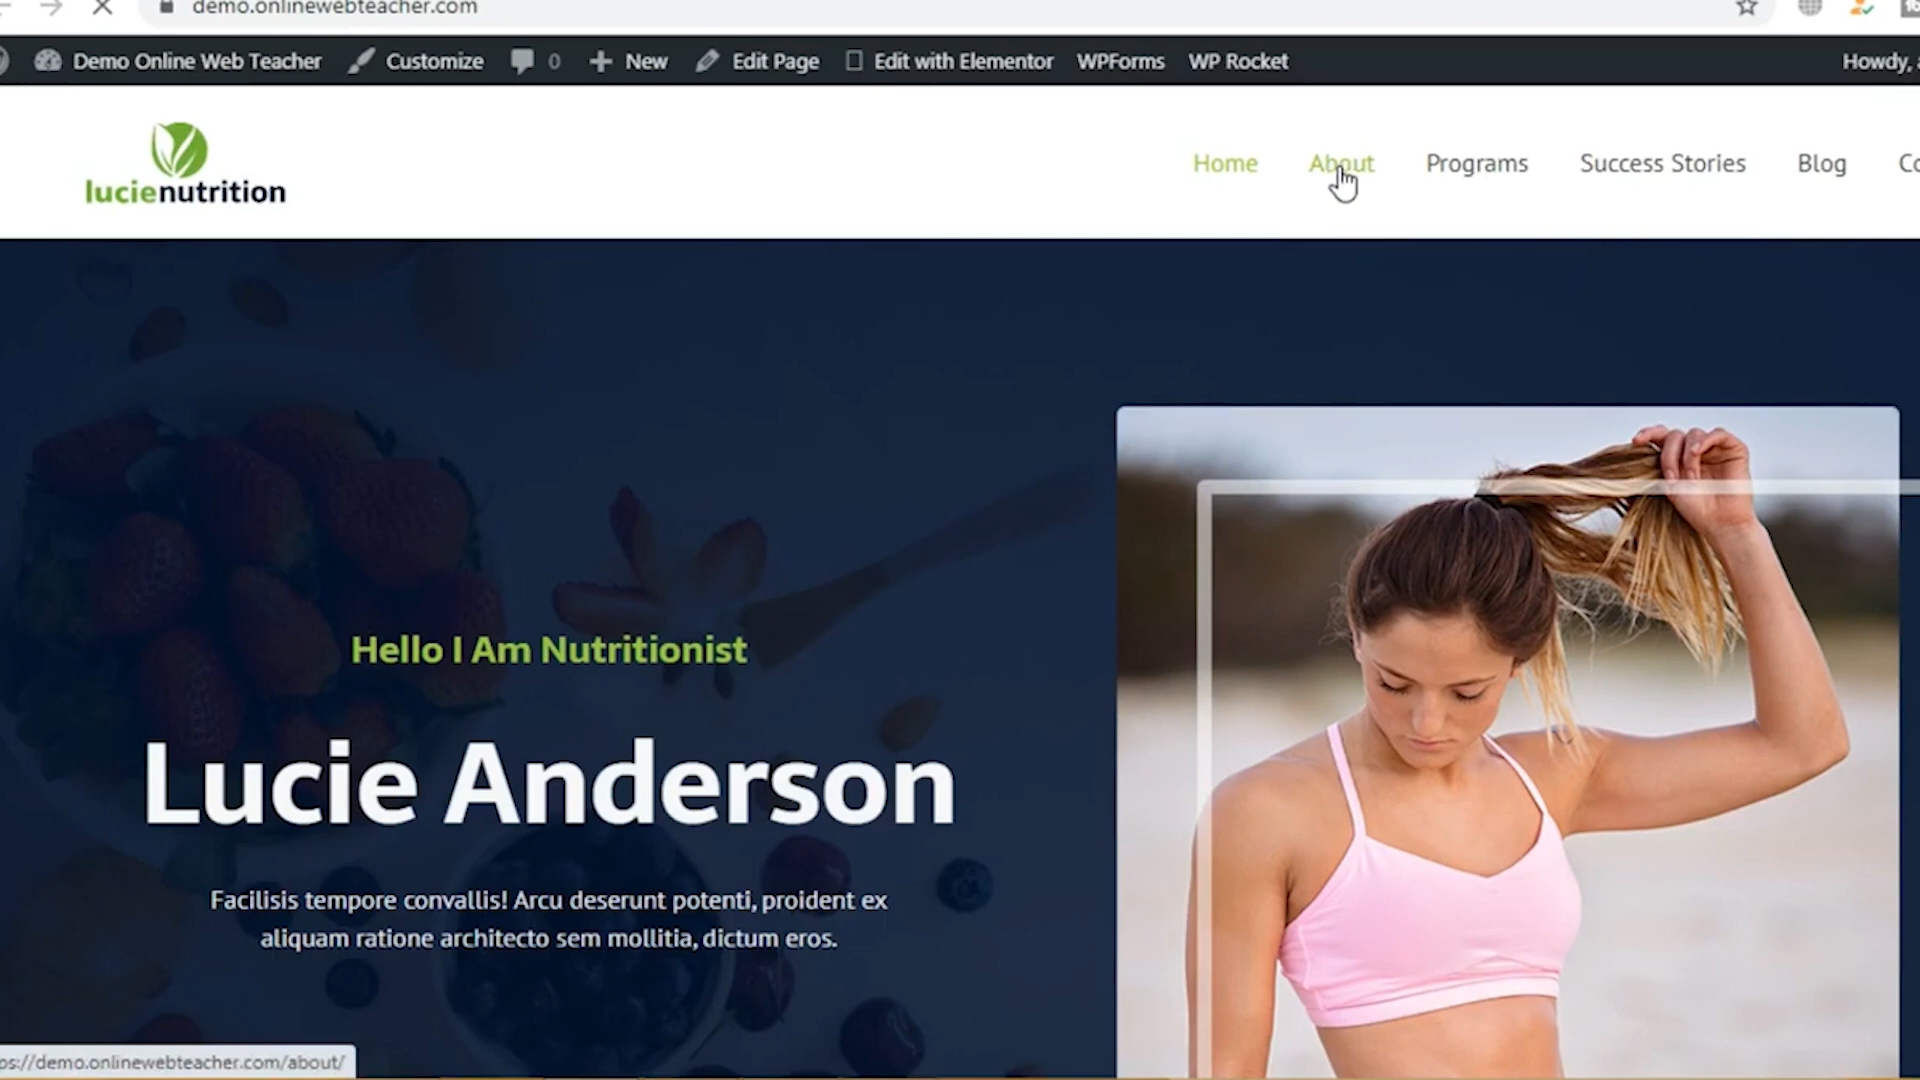 demo.onlinewebteacher.com
Demo Online Web Teacher Customize 0 New Edit Page Edit with Elementor WPForms WP Rocket Howdy,
lucienutrition
Home About Programs Success Stories Blog
Hello I Am Nutritionist
Lucie Anderson
Facilisis tempore convallis! Arcu deserunt potenti, proident ex
aliquam ratione architecto sem mollitia, dictum eros.
ps://demo.onlinewebteacher.com/about/